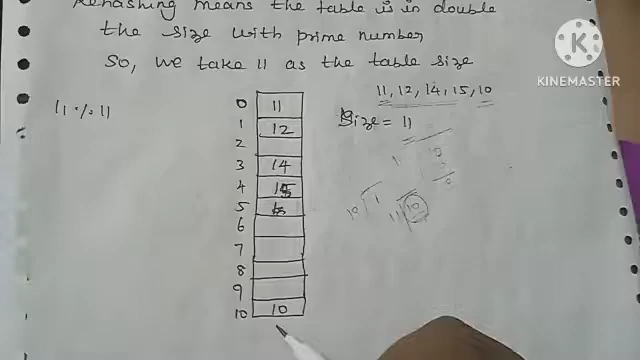 Rehashing means the table is in double
the size with prime number
So, we take 11 as the table size
KINEMASTER
11, 12, 14, 15, 10
Size = 11
11 % 11
0 11
1 12
2
3 14
4 15
5
6
7
8
9
10 10